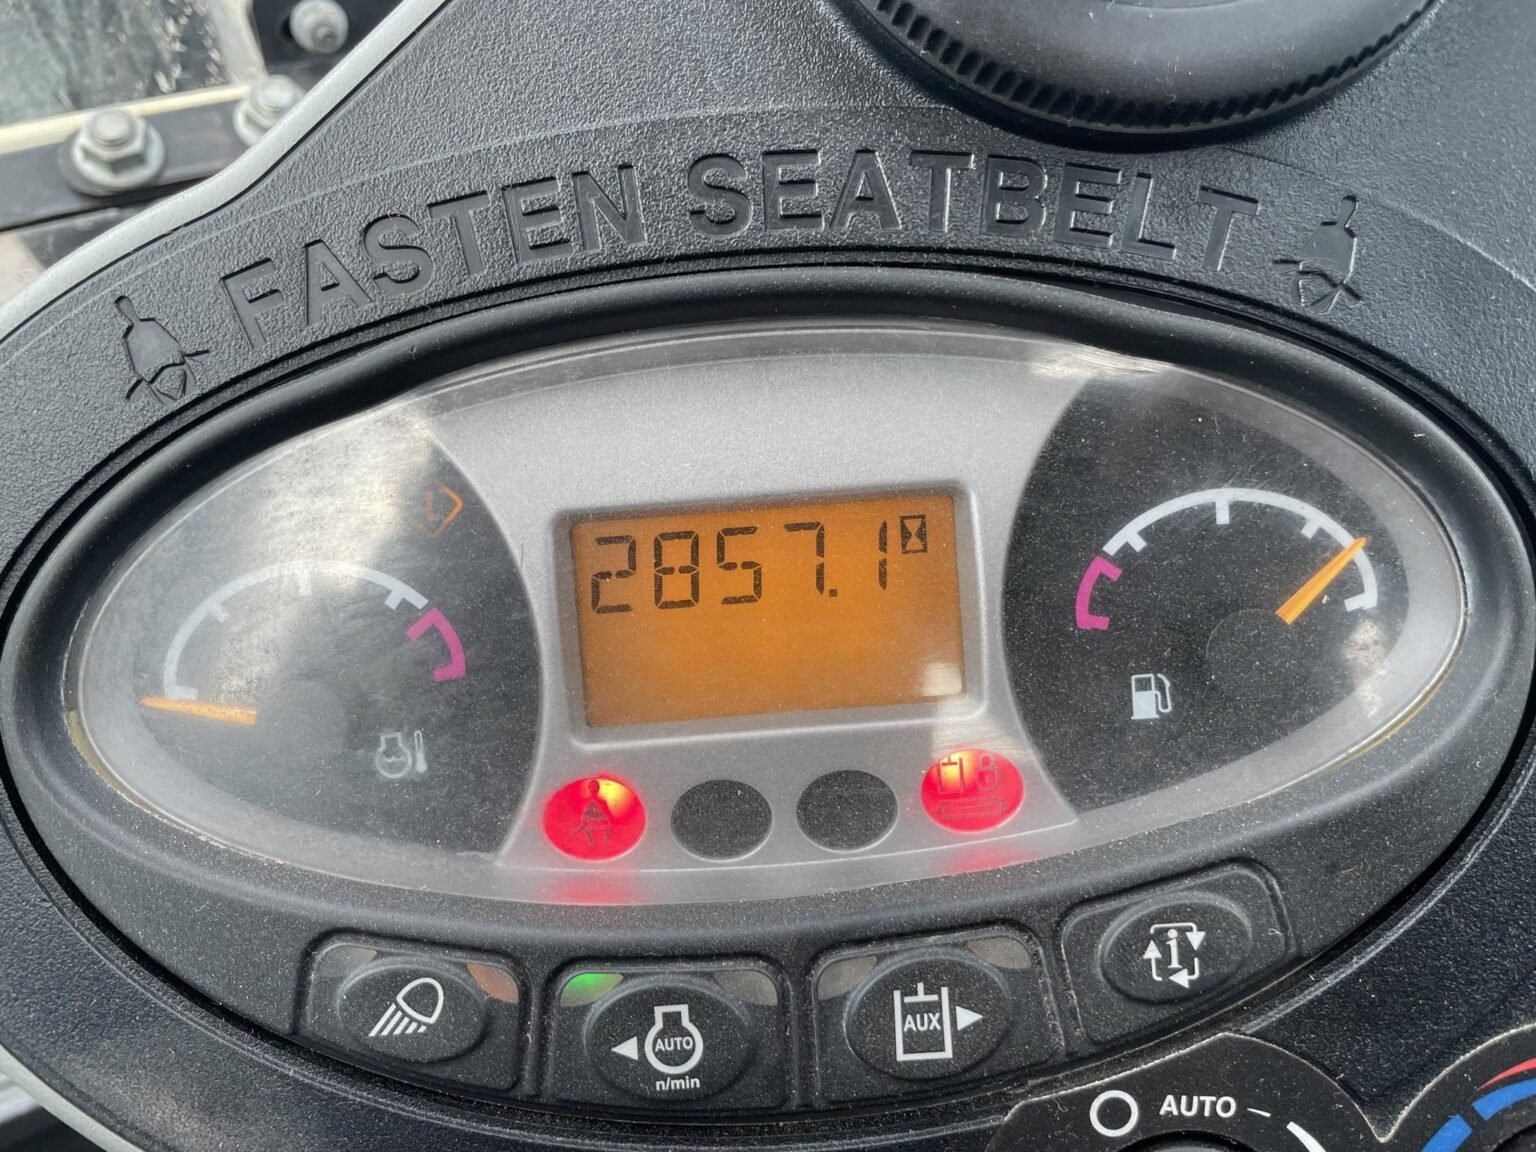 FASTEN SEATBELT
2857.1
AUTO
n/min
AUX
i
AUTO